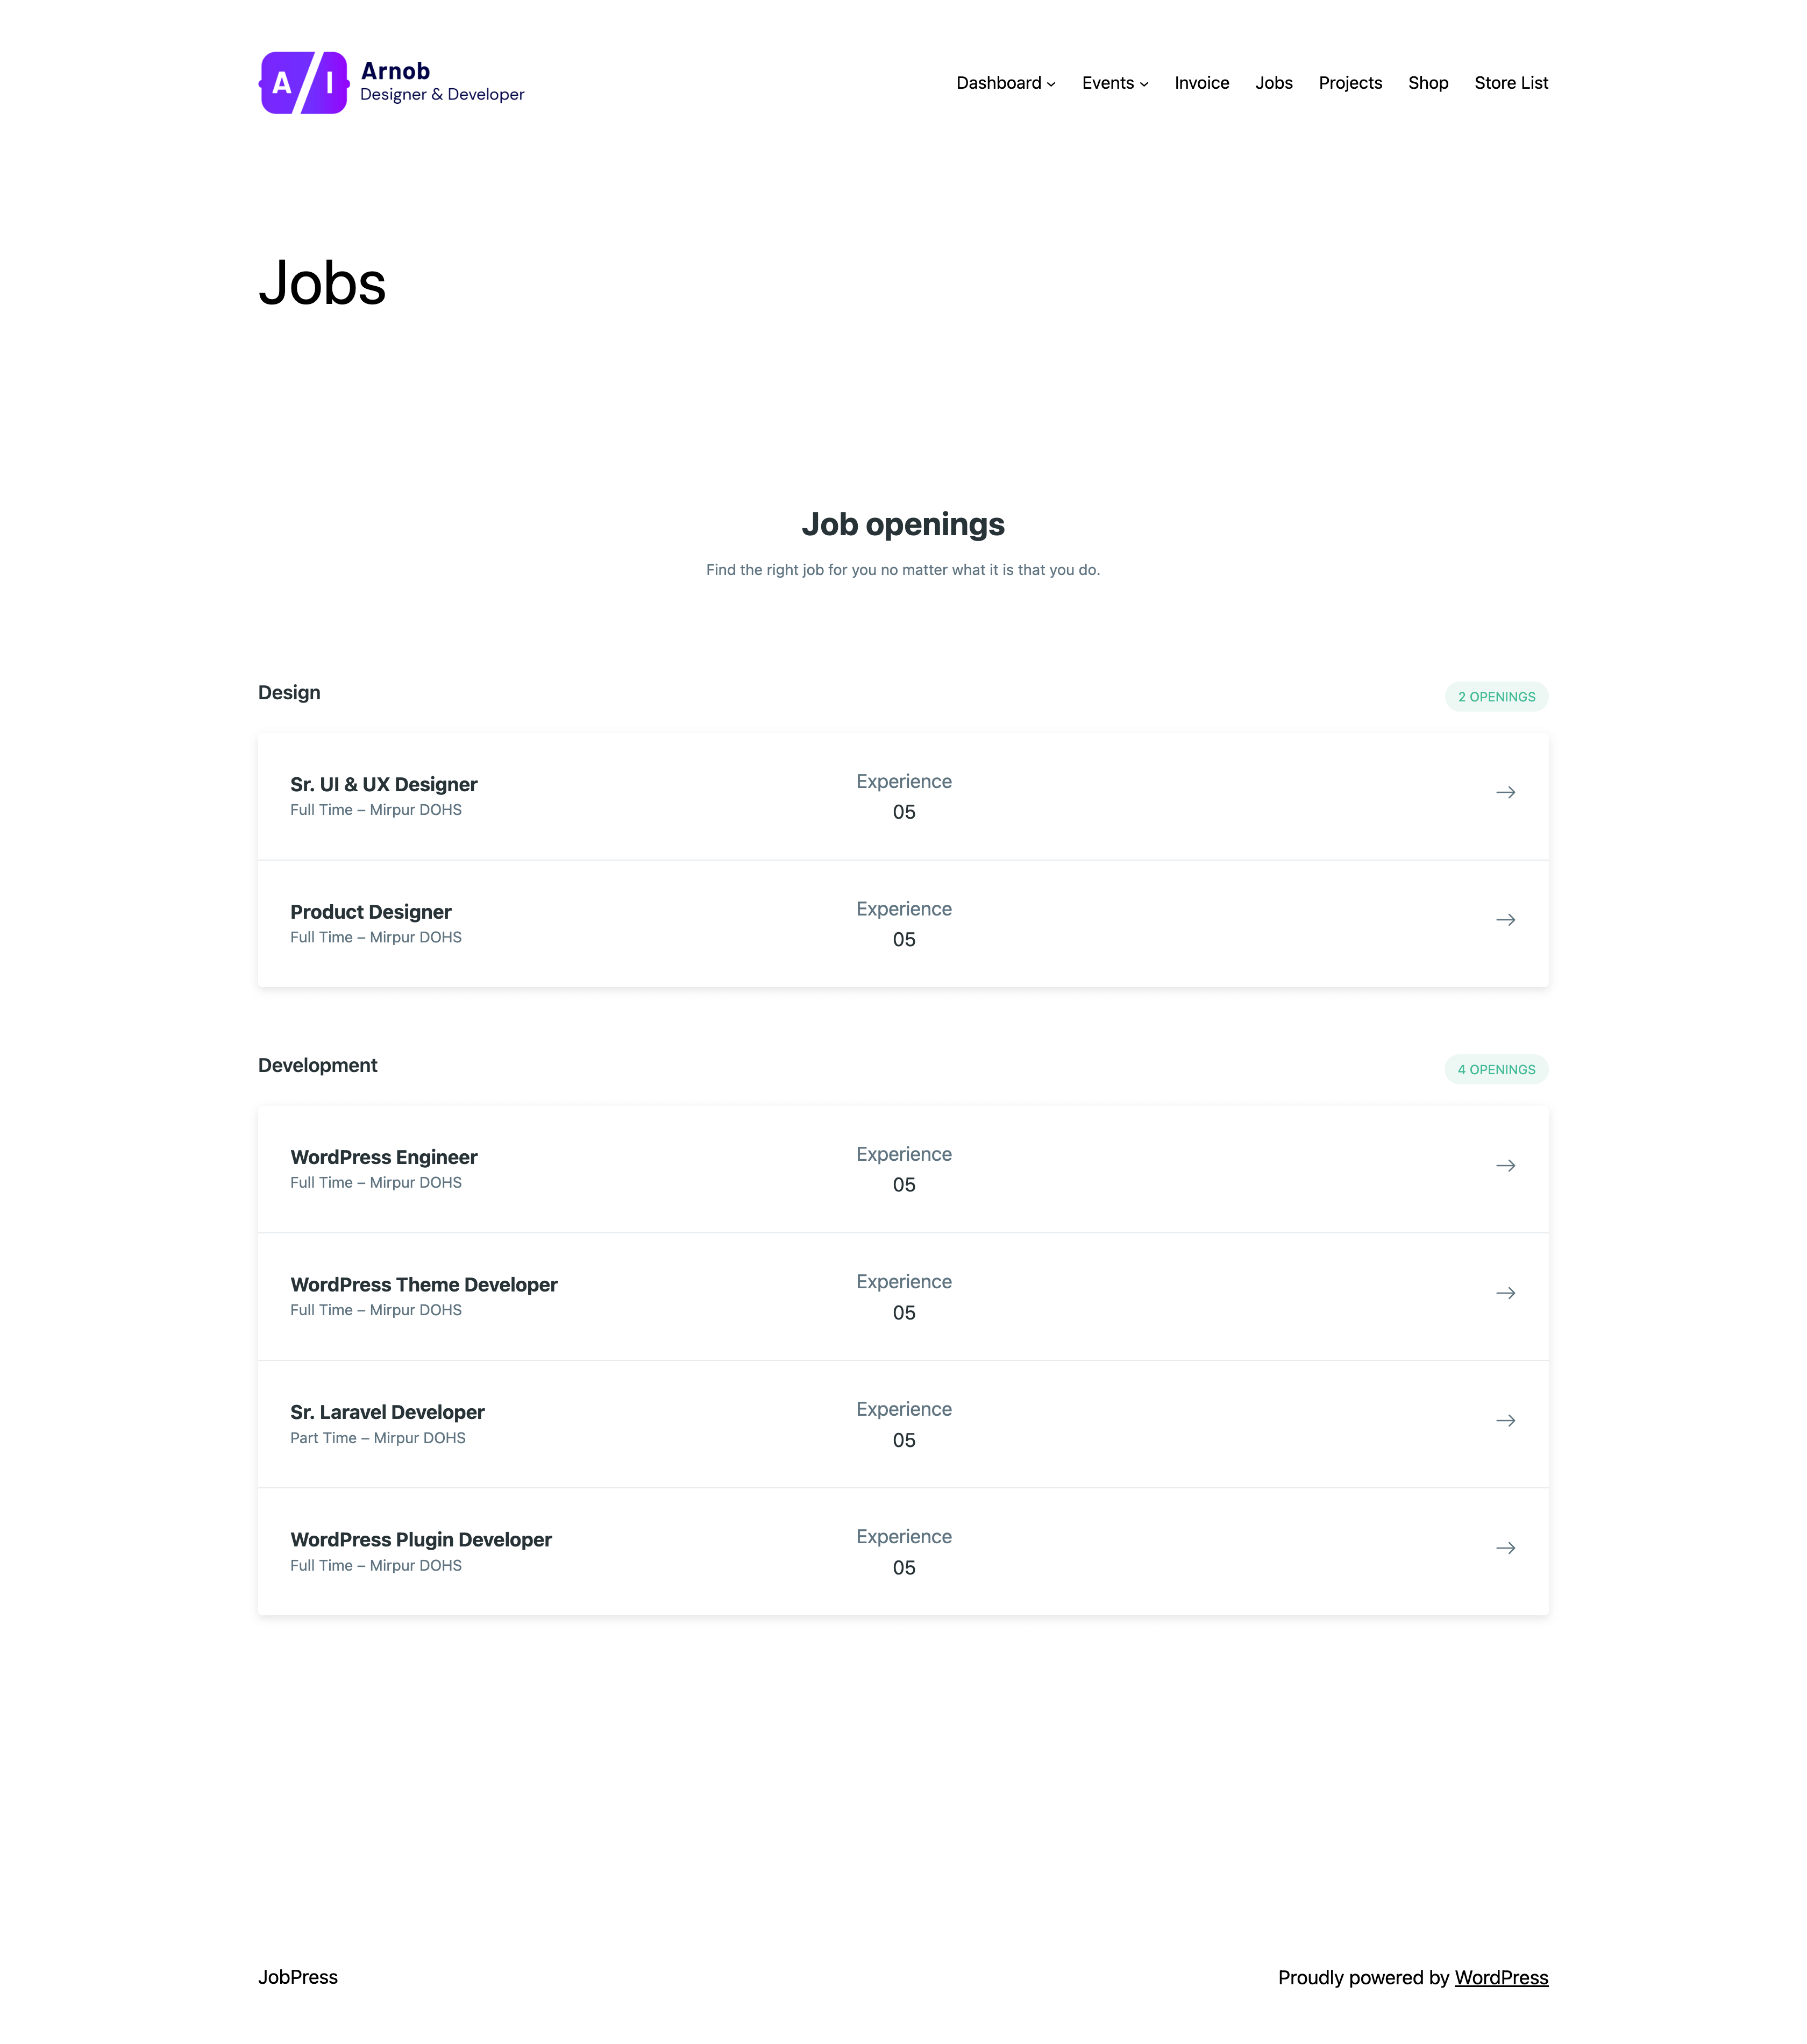 A/I
Arnob
Designer & Developer
Dashboard Events Invoice Jobs Projects Shop Store List
Jobs
Job openings
Find the right job for you no matter what it is that you do.
Design
2 OPENINGS
Sr. UI & UX Designer
Full Time – Mirpur DOHS
Experience
05
Product Designer
Full Time – Mirpur DOHS
Experience
05
Development
4 OPENINGS
WordPress Engineer
Full Time – Mirpur DOHS
Experience
05
WordPress Theme Developer
Full Time – Mirpur DOHS
Experience
05
Sr. Laravel Developer
Part Time – Mirpur DOHS
Experience
05
WordPress Plugin Developer
Full Time – Mirpur DOHS
Experience
05
JobPress
Proudly powered by WordPress